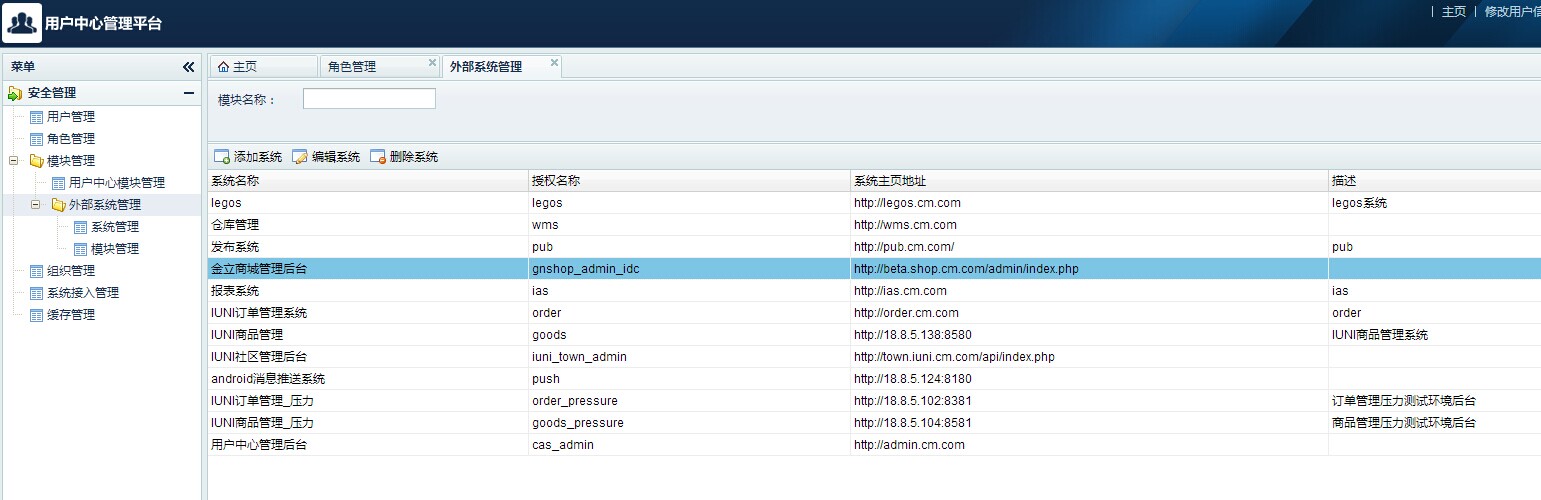 用户中心管理平台
| 主页 | 修改用户信
菜单
主页 角色管理 外部系统管理
安全管理
用户管理
角色管理
模块管理
用户中心模块管理
外部系统管理
系统管理
模块管理
组织管理
系统接入管理
缓存管理
模块名称：
添加系统 编辑系统 删除系统
系统名称 授权名称 系统主页地址 描述
legos legos http://legos.cm.com legos系统
仓库管理 wms http://wms.cm.com
发布系统 pub http://pub.cm.com/ pub
金立商城管理后台 gnshop_admin_idc http://beta.shop.cm.com/admin/index.php
报表系统 ias http://ias.cm.com ias
IUNI订单管理系统 order http://order.cm.com order
IUNI商品管理 goods http://18.8.5.138:8580 IUNI商品管理系统
IUNI社区管理后台 iuni_town_admin http://town.iuni.cm.com/api/index.php
android消息推送系统 push http://18.8.5.124:8180
IUNI订单管理_压力 order_pressure http://18.8.5.102:8381 订单管理压力测试环境后台
IUNI商品管理_压力 goods_pressure http://18.8.5.104:8581 商品管理压力测试环境后台
用户中心管理后台 cas_admin http://admin.cm.com